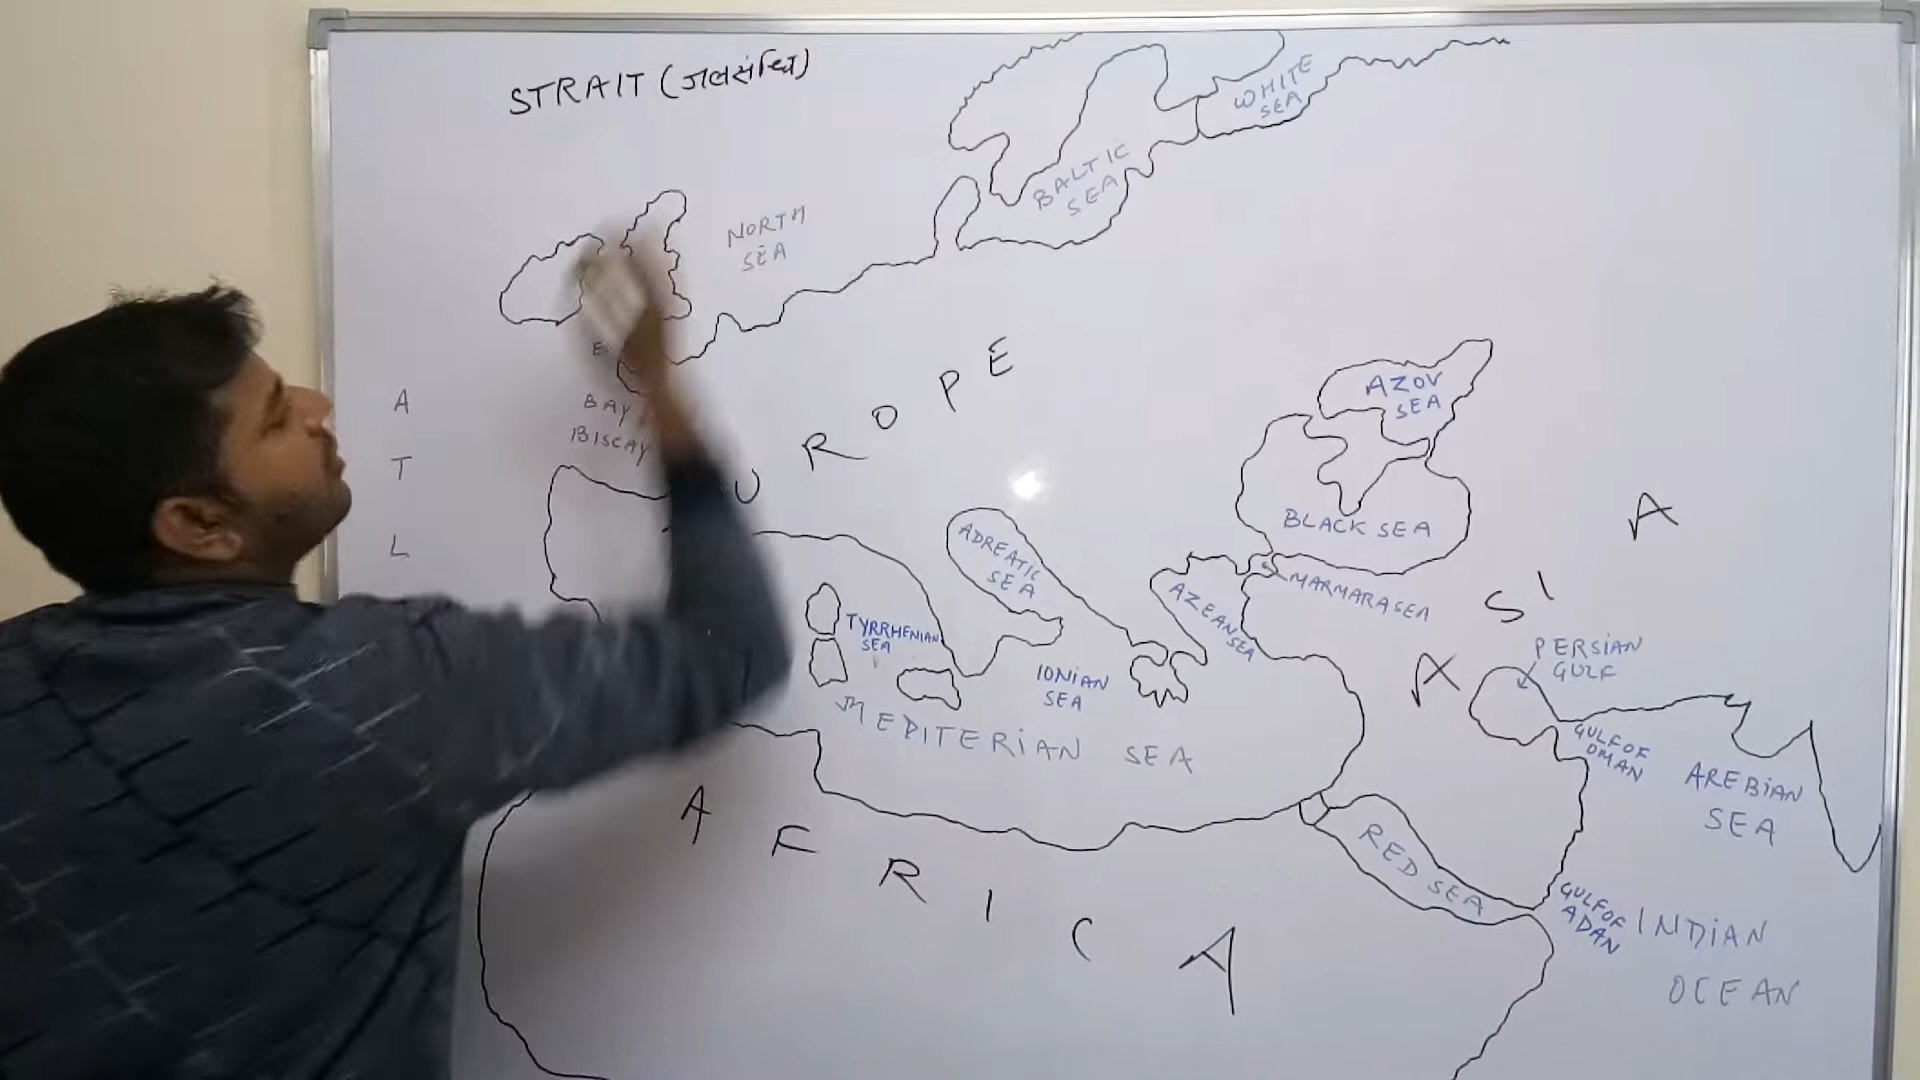 STRAIT (जलसंधि)
WHITE
SEA
BALTIC
SEA
NORTH
SEA
BAY
BISCAY
EUROPE
AZOV
SEA
BLACK SEA
MARMARA SEA
AZEAN SEA
ADREATIC
SEA
TYRRHENIAN
SEA
IONiAN
SEA
MEDITERiAN SEA
A
T
L
ASIA
PERSiAN
GULF
GULF OF
OMAN
AREBiAN
SEA
RED SEA
GULF OF
ADAN
INDiAN
OCEAN
AFRICA